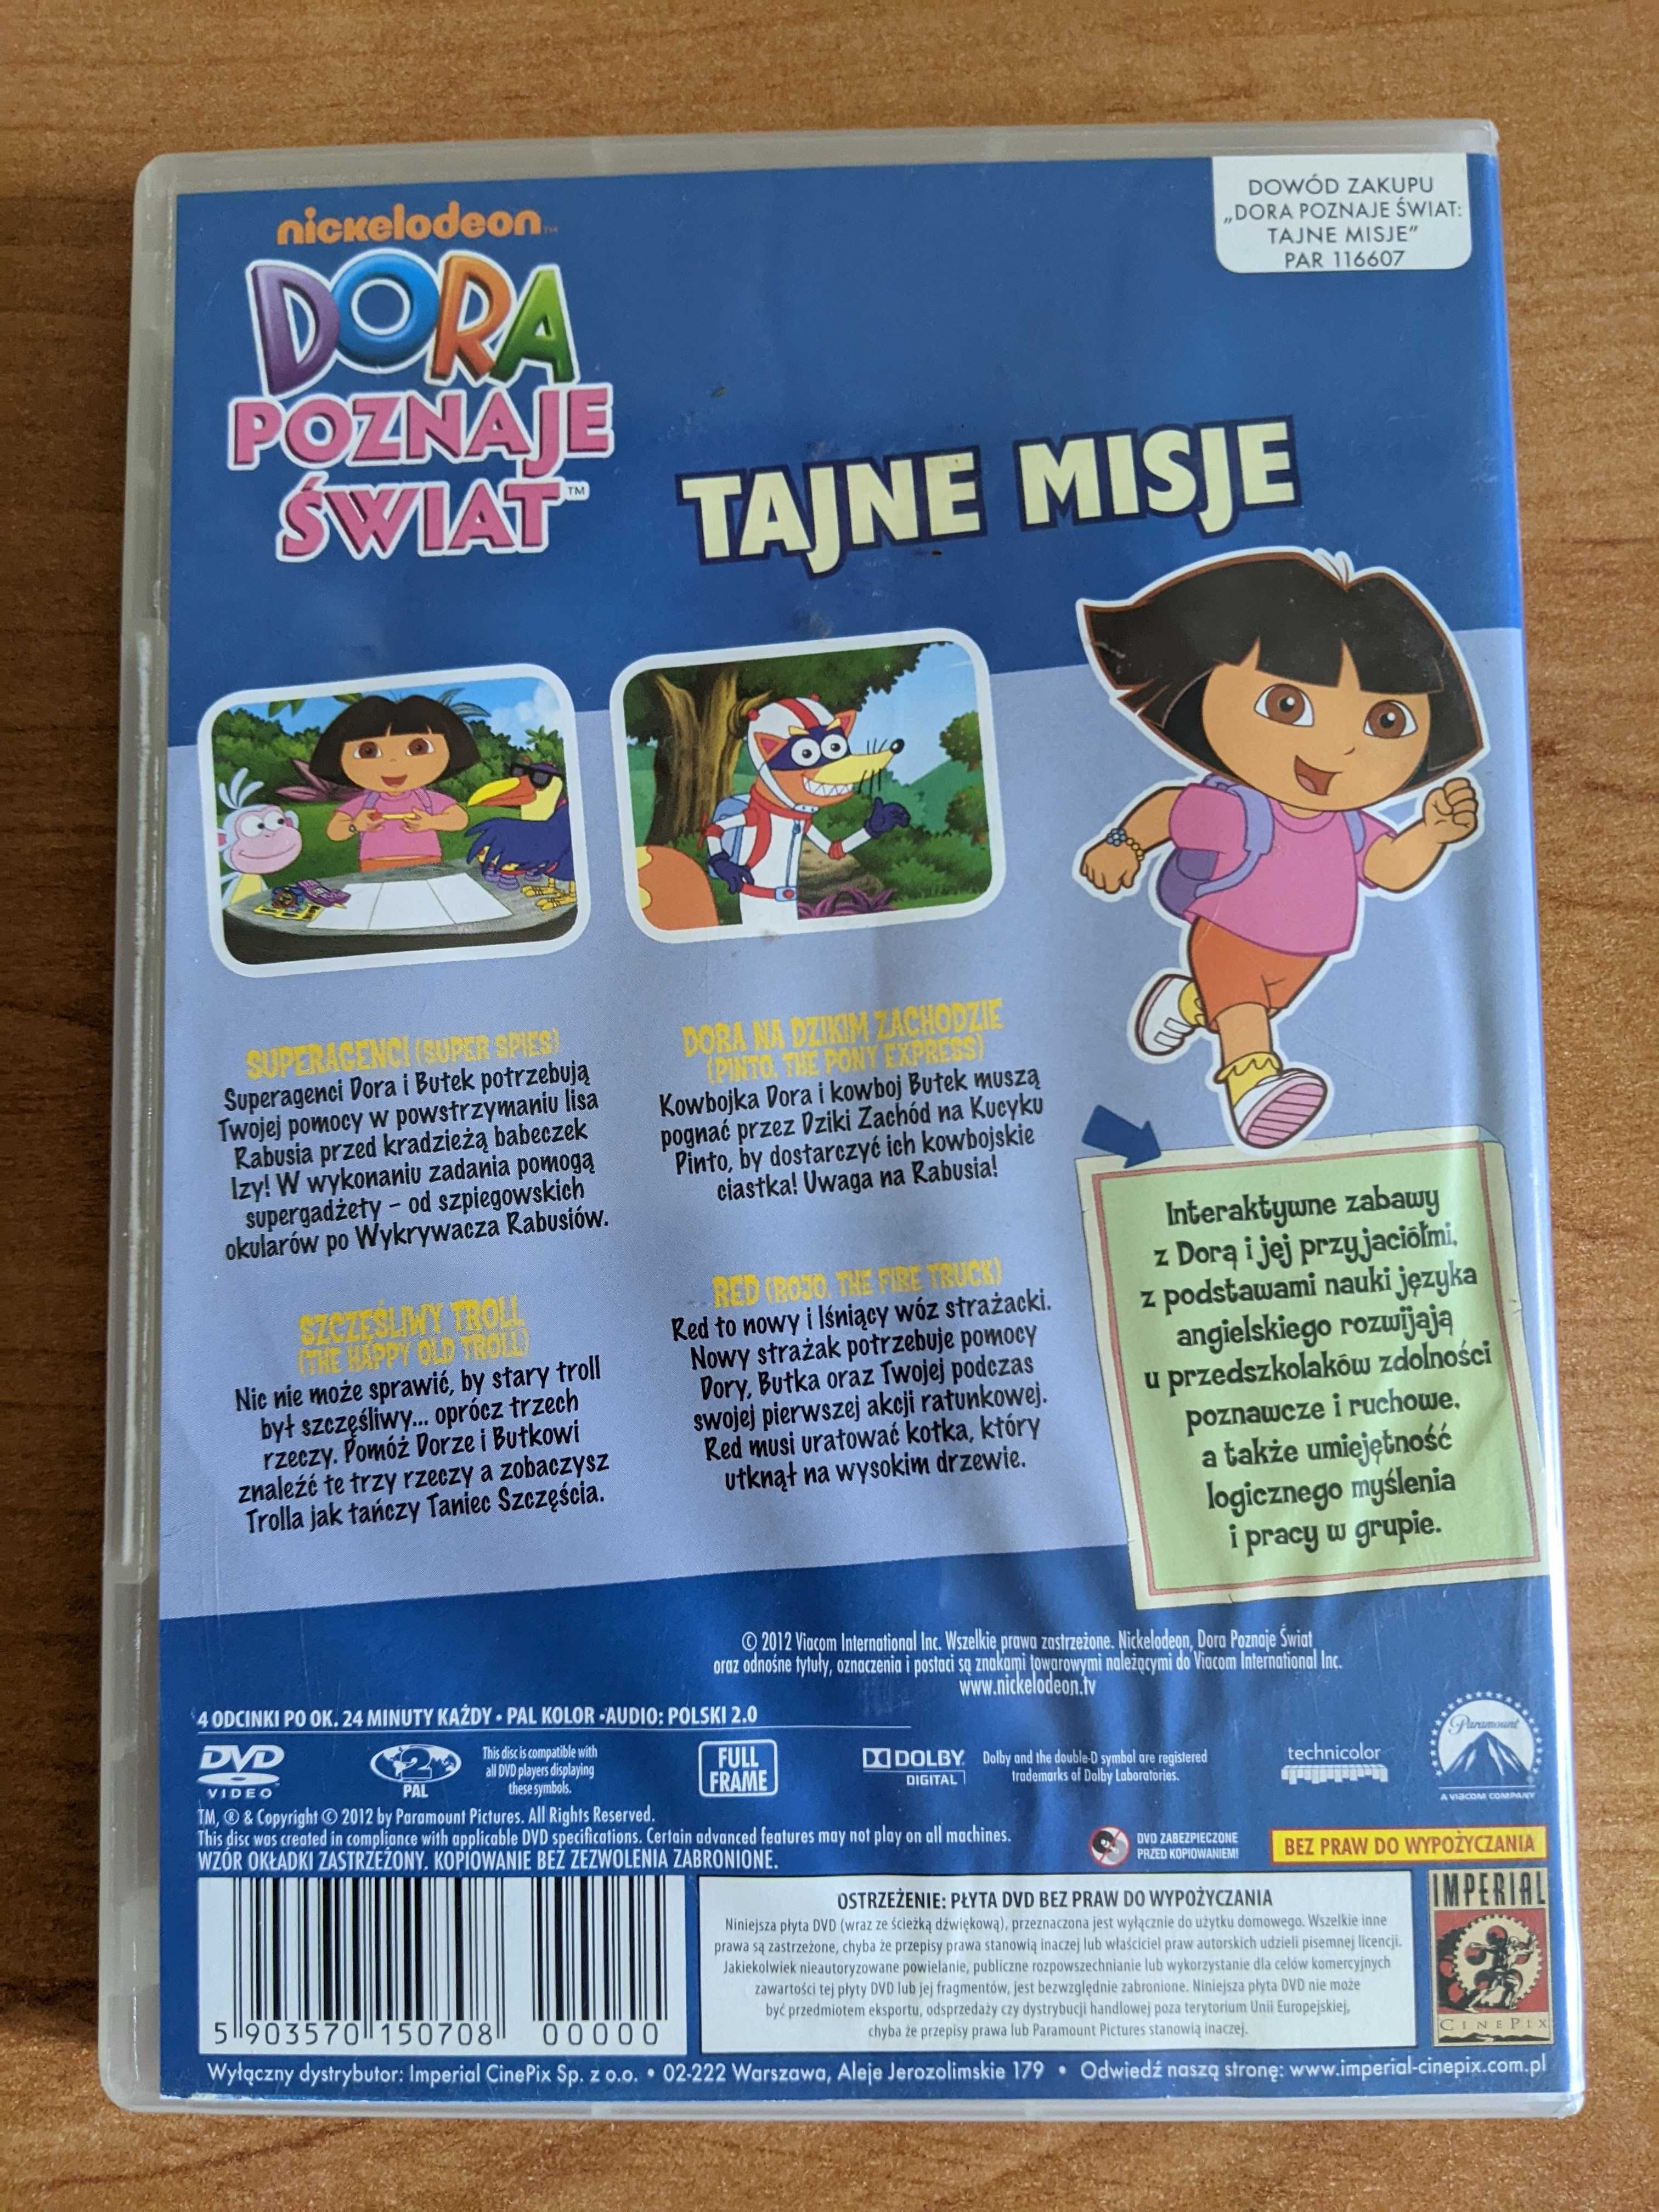 nickelodeon™
DOWÓD ZAKUPU
„DORA POZNAJE ŚWIAT:
TAJNE MISJE”
PAR 116607
DORA
POZNAJE
ŚWIAT™
TAJNE MISJE
SUPERAGENCI (SUPER SPIES)
Superagenci Dora i Butek potrzebują
Twojej pomocy w powstrzymaniu lisa
Rabusia przed kradzieżą babeczek
Izy! W wykonaniu zadania pomogą
supergadżety – od szpiegowskich
okularów po Wykrywacza Rabusiów.
DORA NA DZIKIM ZACHODZIE
(PINTO, THE PONY EXPRESS)
Kowbojka Dora i kowboj Butek muszą
pognać przez Dziki Zachód na Kucyku
Pinto, by dostarczyć ich kowbojskie
ciastka! Uwaga na Rabusia!
SZCZĘŚLIWY TROLL
(THE HAPPY OLD TROLL)
Nic nie może sprawić, by stary troll
był szczęśliwy... oprócz trzech
rzeczy. Pomóż Dorze i Butkowi
znaleźć te trzy rzeczy a zobaczysz
Trolla jak tańczy Taniec Szczęścia.
RED (ROJO, THE FIRE TRUCK)
Red to nowy i lśniący wóz strażacki.
Nowy strażak potrzebuje pomocy
Dory, Butka oraz Twojej podczas
swojej pierwszej akcji ratunkowej.
Red musi uratować kotka, który
utknął na wysokim drzewie.
Interaktywne zabawy
z Dorą i jej przyjaciółmi,
z podstawami nauki języka
angielskiego rozwijają
u przedszkolaków zdolności
poznawcze i ruchowe,
a także umiejętność
logicznego myślenia
i pracy w grupie.
© 2012 Viacom International Inc. Wszelkie prawa zastrzeżone. Nickelodeon, Dora Poznaje Świat
oraz odnośne tytuły, oznaczenia i postaci są znakami towarowymi należącymi do Viacom International Inc.
www.nickelodeon.tv
4 ODCINKI PO OK. 24 MINUTY KAŻDY • PAL KOLOR •AUDIO: POLSKI 2.0
DVD
VIDEO
2
PAL
This disc is compatible with
all DVD players displaying
these symbols.
FULL
FRAME
DOLBY
DIGITAL
Dolby and the double-D symbol are registered
trademarks of Dolby Laboratories.
technicolor
Paramount
A VIACOM COMPANY
TM, ® & Copyright © 2012 by Paramount Pictures. All Rights Reserved.
This disc was created in compliance with applicable DVD specifications. Certain advanced features may not play on all machines.
WZÓR OKŁADKI ZASTRZEŻONY. KOPIOWANIE BEZ ZEZWOLENIA ZABRONIONE.
DVD ZABEZPIECZONE
PRZED KOPIOWANIEM!
BEZ PRAW DO WYPOŻYCZANIA
OSTRZEŻENIE: PŁYTA DVD BEZ PRAW DO WYPOŻYCZANIA
Niniejsza płyta DVD (wraz ze ścieżką dźwiękową), przeznaczona jest wyłącznie do użytku domowego. Wszelkie inne
prawa są zastrzeżone, chyba że przepisy prawa stanowią inaczej lub właściciel praw autorskich udzieli pisemnej licencji.
Jakiekolwiek nieautoryzowane powielanie, publiczne rozpowszechnianie lub wykorzystanie dla celów komercyjnych
zawartości tej płyty DVD lub jej fragmentów, jest bezwzględnie zabronione. Niniejsza płyta DVD nie może
być przedmiotem eksportu, odsprzedaży czy dystrybucji handlowej poza terytorium Unii Europejskiej,
chyba że przepisy prawa lub Paramount Pictures stanowią inaczej.
IMPERIAL
CINEPIX
5 903570 150708 00000
Wyłączny dystrybutor: Imperial CinePix Sp. z o.o. • 02-222 Warszawa, Aleje Jerozolimskie 179 • Odwiedź naszą stronę: www.imperial-cinepix.com.pl